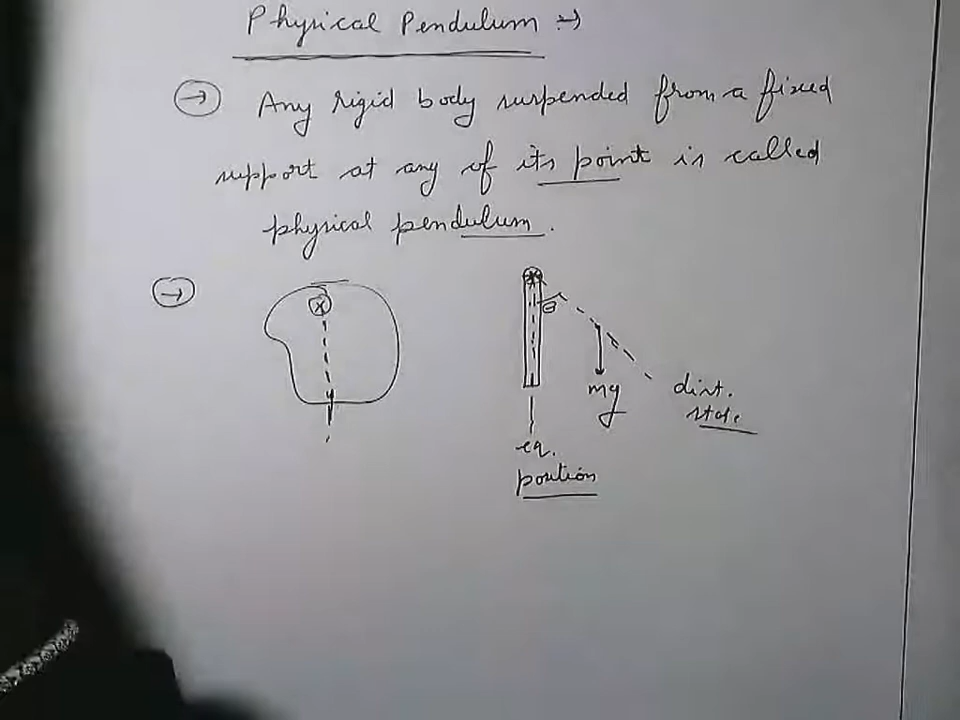 Physical Pendulum :→
→ Any rigid body suspended from a fixed
support at any of its point is called
physical pendulum.
→
x
θ
mg
dist.
state
eq.
position